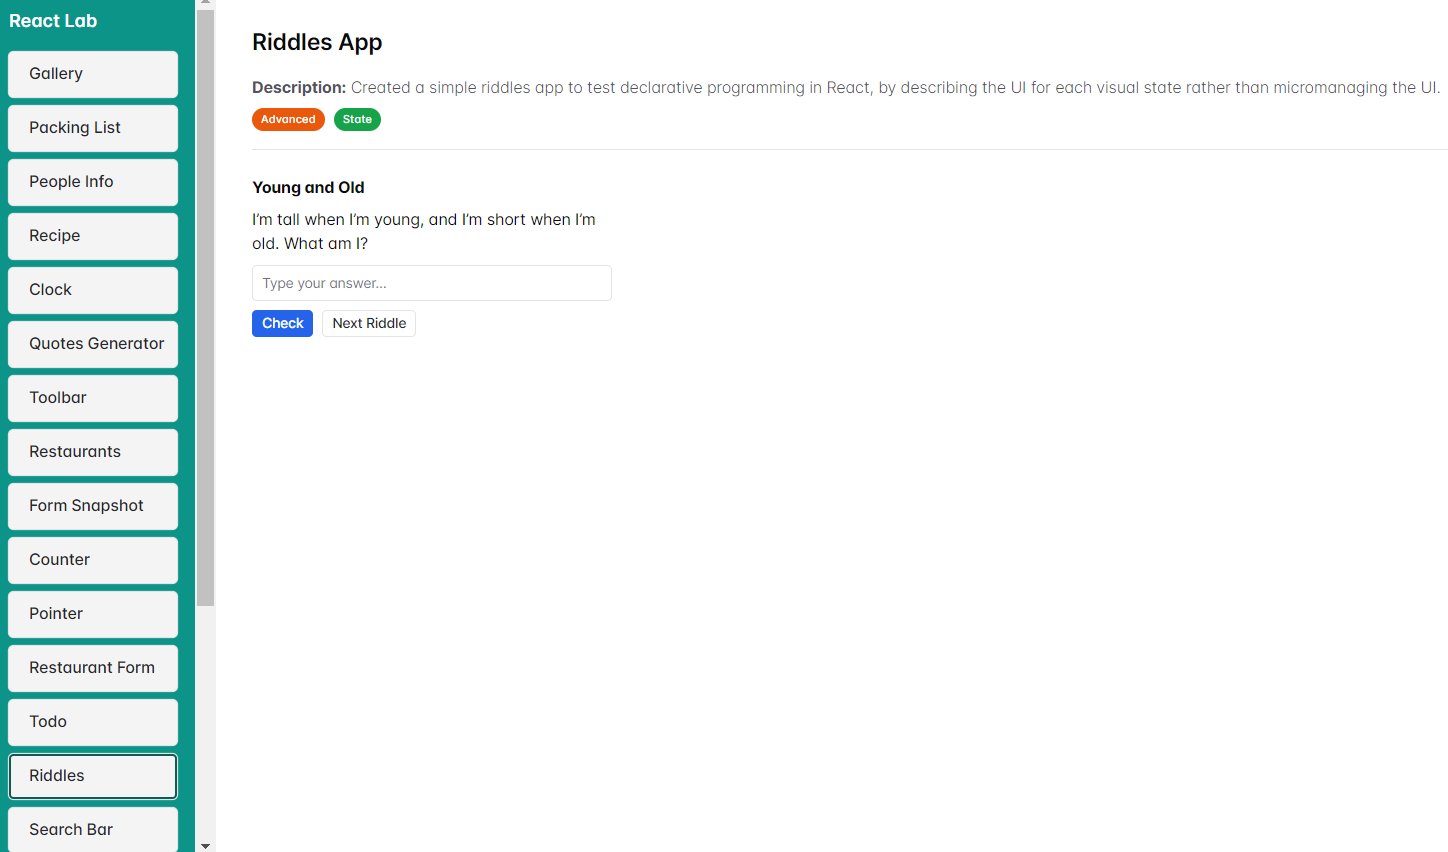 React Lab
Gallery
Packing List
People Info
Recipe
Clock
Quotes Generator
Toolbar
Restaurants
Form Snapshot
Counter
Pointer
Restaurant Form
Todo
Riddles
Search Bar
Riddles App
Description: Created a simple riddles app to test declarative programming in React, by describing the UI for each visual state rather than micromanaging the UI.
Advanced State
Young and Old
I’m tall when I’m young, and I’m short when I’m
old. What am I?
Type your answer...
Check Next Riddle